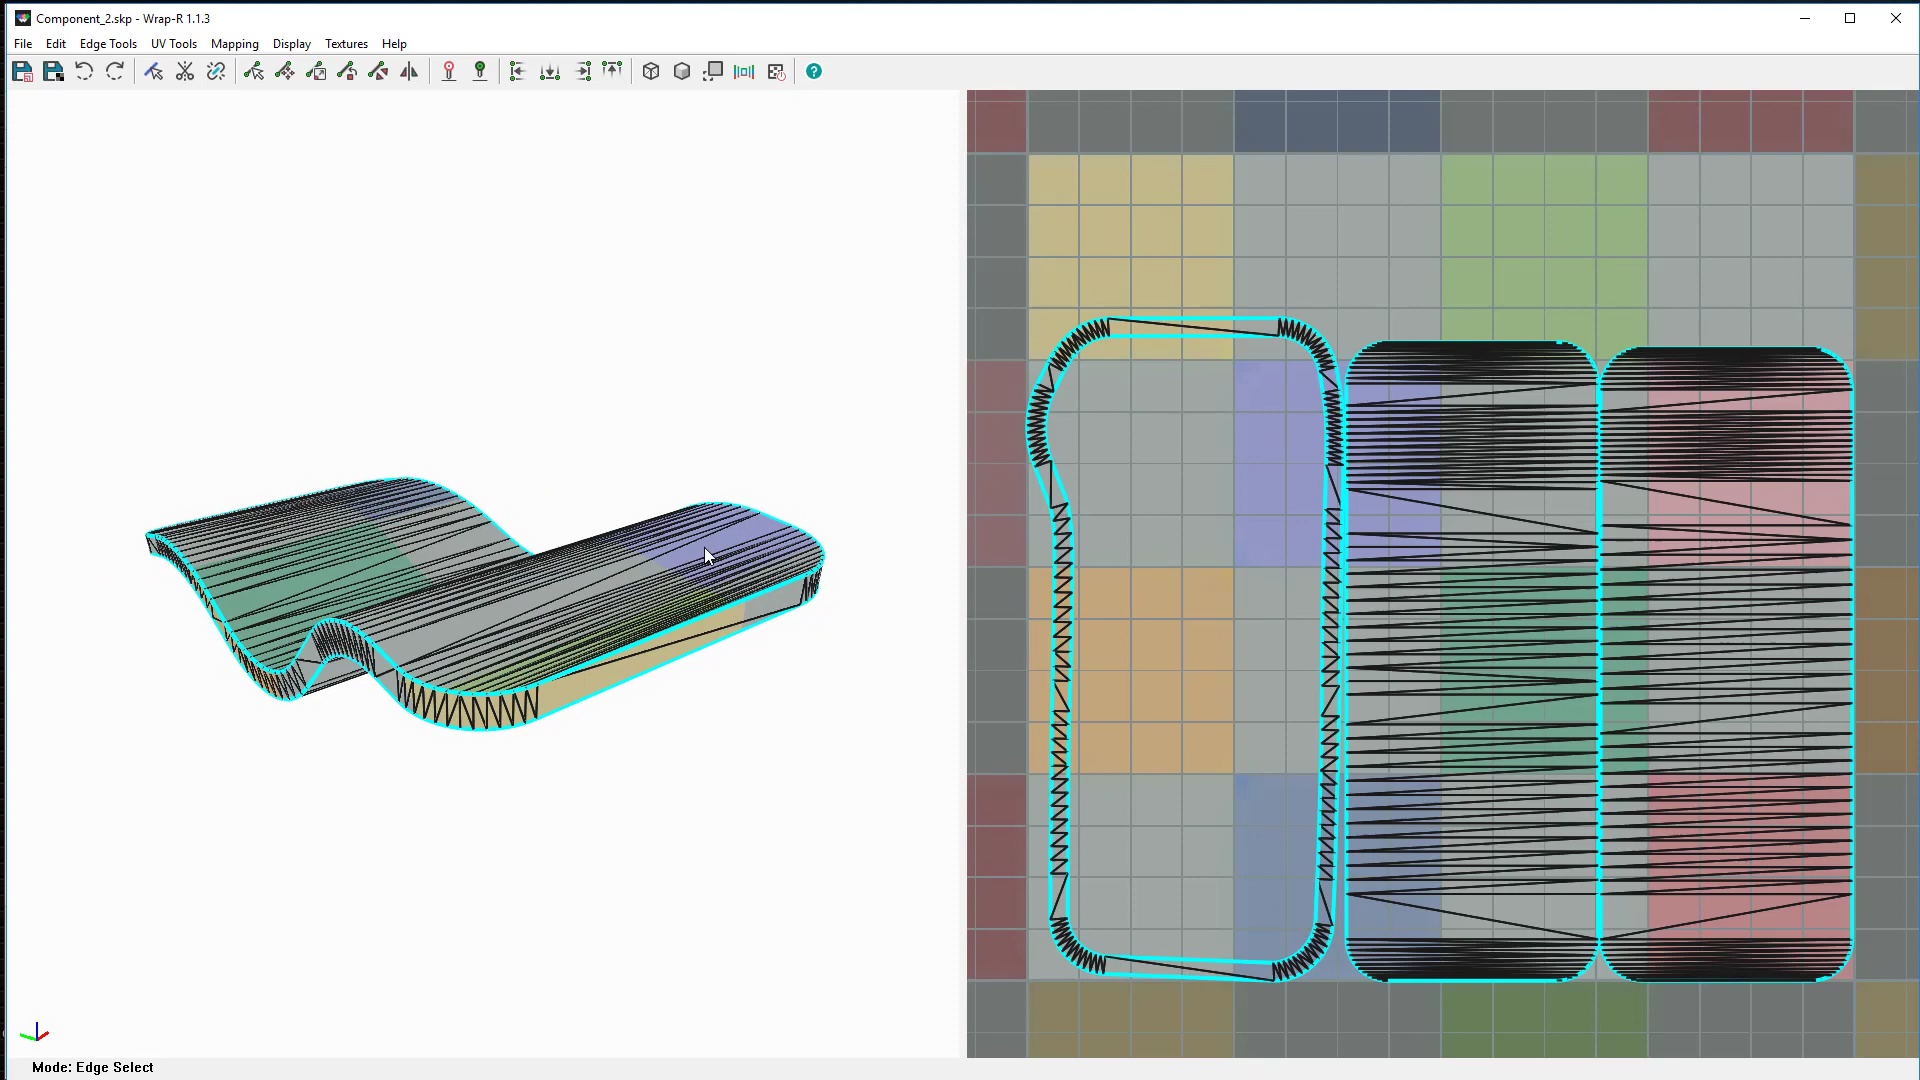 Component_2.skp - Wrap-R 1.1.3
File Edit Edge Tools UV Tools Mapping Display Textures Help
Mode: Edge Select